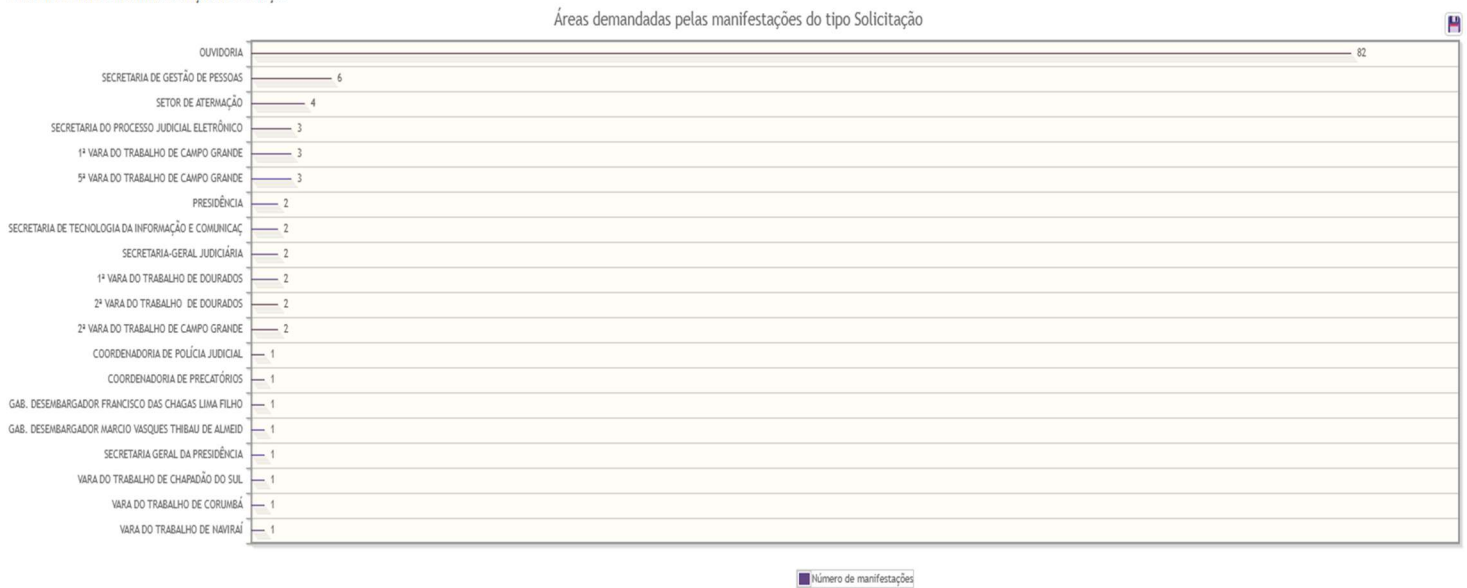 Áreas demandadas pelas manifestações do tipo Solicitação
OUVIDORIA 82
SECRETARIA DE GESTÃO DE PESSOAS 6
SETOR DE ATERMAÇÃO 4
SECRETARIA DO PROCESSO JUDICIAL ELETRÔNICO 3
1ª VARA DO TRABALHO DE CAMPO GRANDE 3
5ª VARA DO TRABALHO DE CAMPO GRANDE 3
PRESIDÊNCIA 2
SECRETARIA DE TECNOLOGIA DA INFORMAÇÃO E COMUNICAÇ 2
SECRETARIA-GERAL JUDICIÁRIA 2
1ª VARA DO TRABALHO DE DOURADOS 2
2ª VARA DO TRABALHO DE DOURADOS 2
2ª VARA DO TRABALHO DE CAMPO GRANDE 2
COORDENADORIA DE POLÍCIA JUDICIAL 1
COORDENADORIA DE PRECATÓRIOS 1
GAB. DESEMBARGADOR FRANCISCO DAS CHAGAS LIMA FILHO 1
GAB. DESEMBARGADOR MARCIO VASQUES THIBAU DE ALMEID 1
SECRETARIA GERAL DA PRESIDÊNCIA 1
VARA DO TRABALHO DE CHAPADÃO DO SUL 1
VARA DO TRABALHO DE CORUMBÁ 1
VARA DO TRABALHO DE NAVIRAÍ 1
Número de manifestações